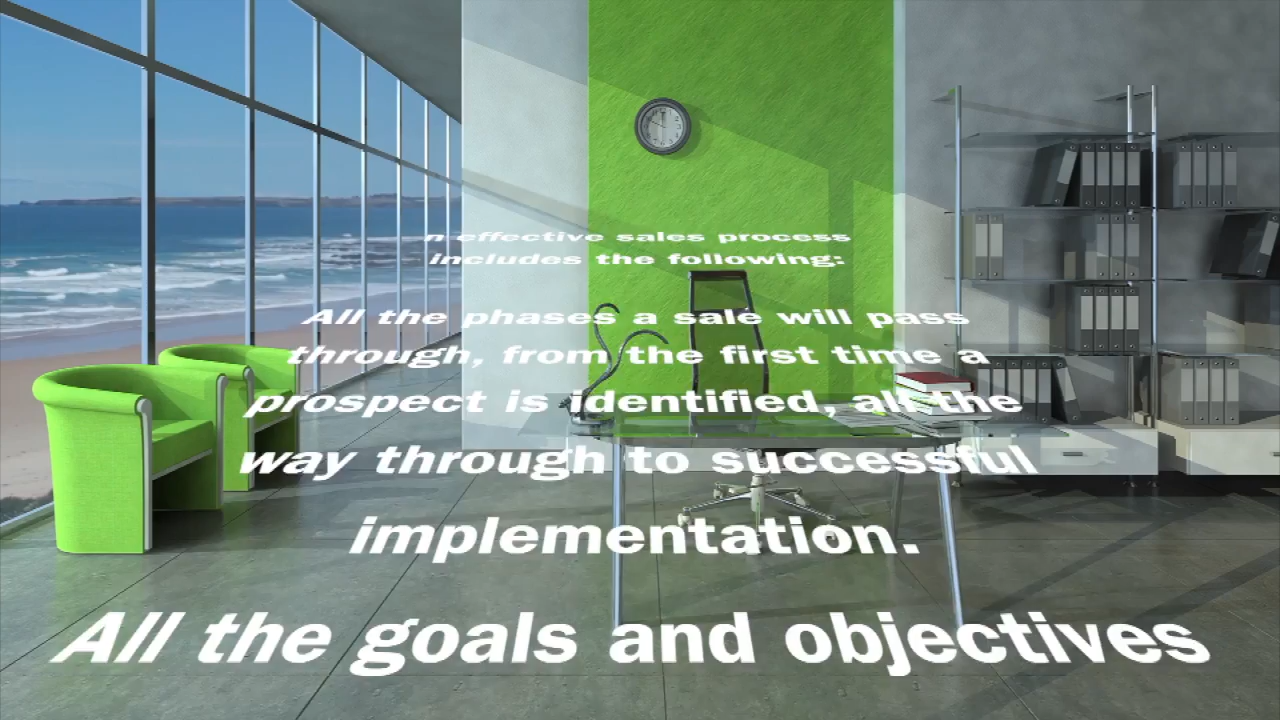 n effective sales process
includes the following:
All the phases a sale will pass
through, from the first time a
prospect is identified, all the
way through to successful
implementation.
All the goals and objectives